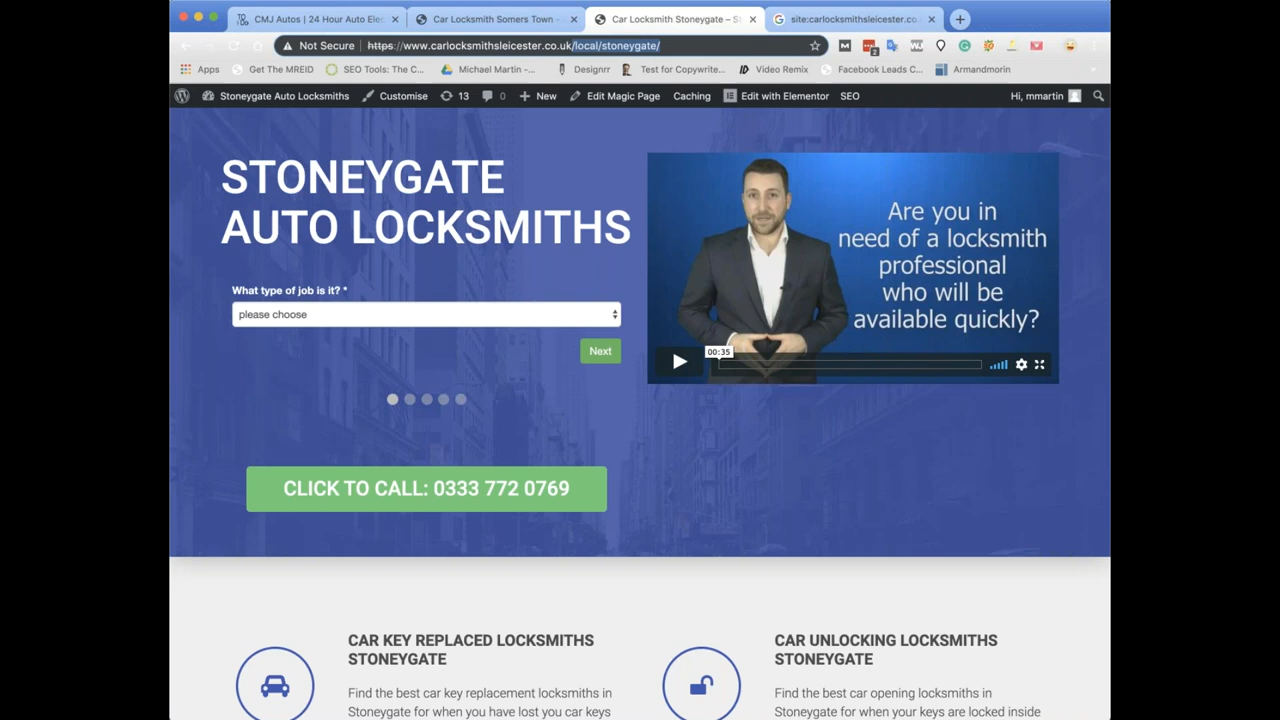 CMJ Autos | 24 Hour Auto Elec
Car Locksmith Somers Town -
Car Locksmith Stoneygate – S
site:carlocksmithsleicester.co
Not Secure | https://www.carlocksmithsleicester.co.uk/local/stoneygate/
2
Apps
Get The MREID
SEO Tools: The C...
Michael Martin -...
Designrr
Test for Copywrite...
Video Remix
Facebook Leads C...
Armandmorin
»
Stoneygate Auto Locksmiths
Customise
13
0
New
Edit Magic Page
Caching
Edit with Elementor
SEO
Hi, mmartin
STONEYGATE
AUTO LOCKSMITHS
What type of job is it? *
please choose
Next
CLICK TO CALL: 0333 772 0769
Are you in
need of a locksmith
professional
who will be
available quickly?
00:35
CAR KEY REPLACED LOCKSMITHS
STONEYGATE
Find the best car key replacement locksmiths in
Stoneygate for when you have lost you car keys
CAR UNLOCKING LOCKSMITHS
STONEYGATE
Find the best car opening locksmiths in
Stoneygate for when your keys are locked inside